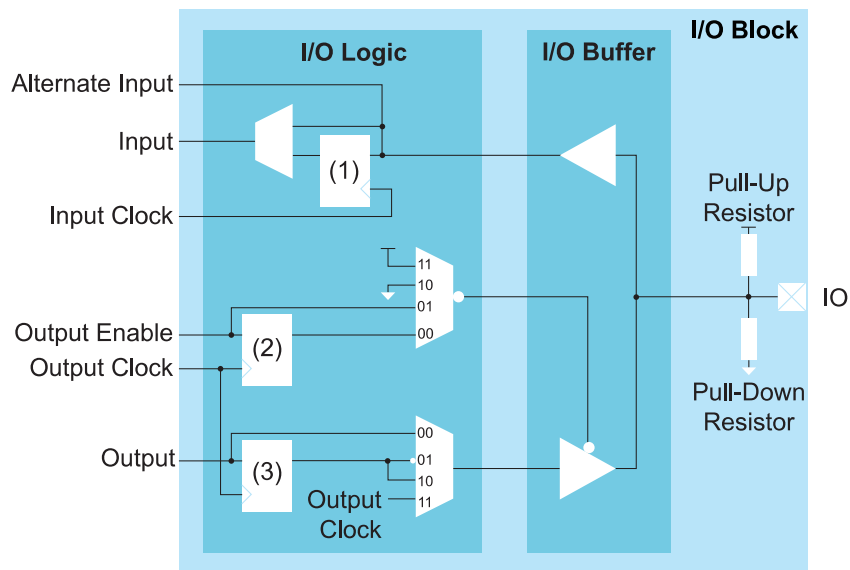 I/O Block
I/O Logic
I/O Buffer
Alternate Input
Input
(1)
Input Clock
Pull-Up
Resistor
IO
Pull-Down
Resistor
11
10
01
00
Output Enable
(2)
Output Clock
Output
(3)
00
01
10
11
Output
Clock